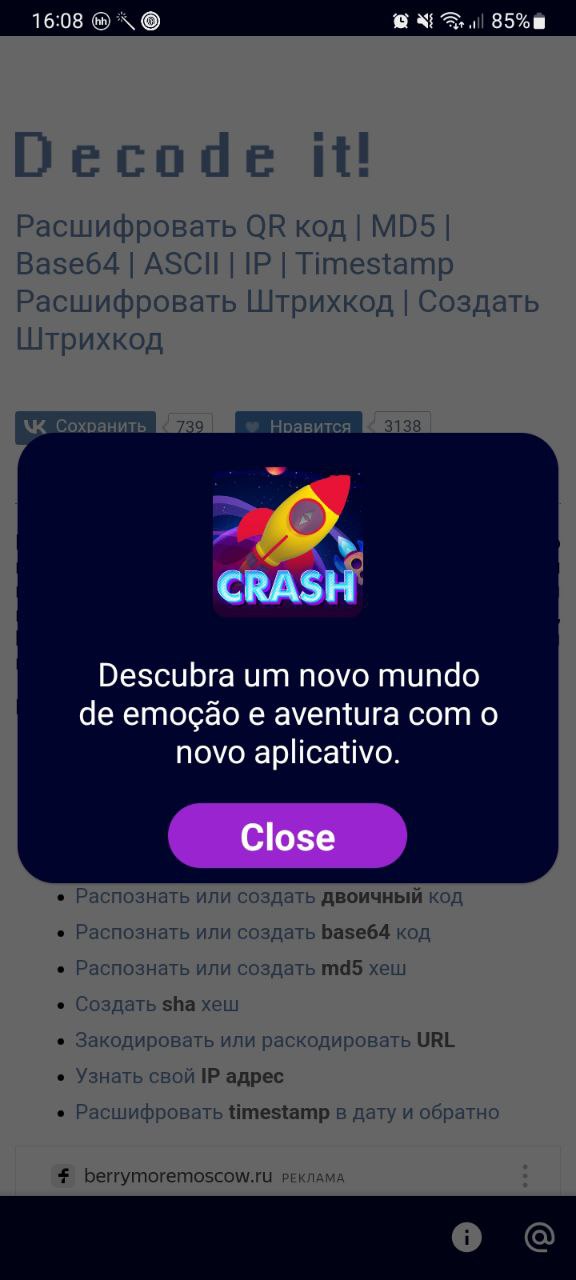 16:08 hh 85%
Decode it!
Расшифровать QR код | MD5 |
Base64 | ASCII | IP | Timestamp
Расшифровать Штрихкод | Создать
Штрихкод
Сохранить 739 Нравится 3138
CRASH
Descubra um novo mundo
de emoção e aventura com o
novo aplicativo.
Close
Распознать или создать двоичный код
Распознать или создать base64 код
Распознать или создать md5 хеш
Создать sha хеш
Закодировать или раскодировать URL
Узнать свой IP адрес
Расшифровать timestamp в дату и обратно
berrymoremoscow.ru РЕКЛАМА